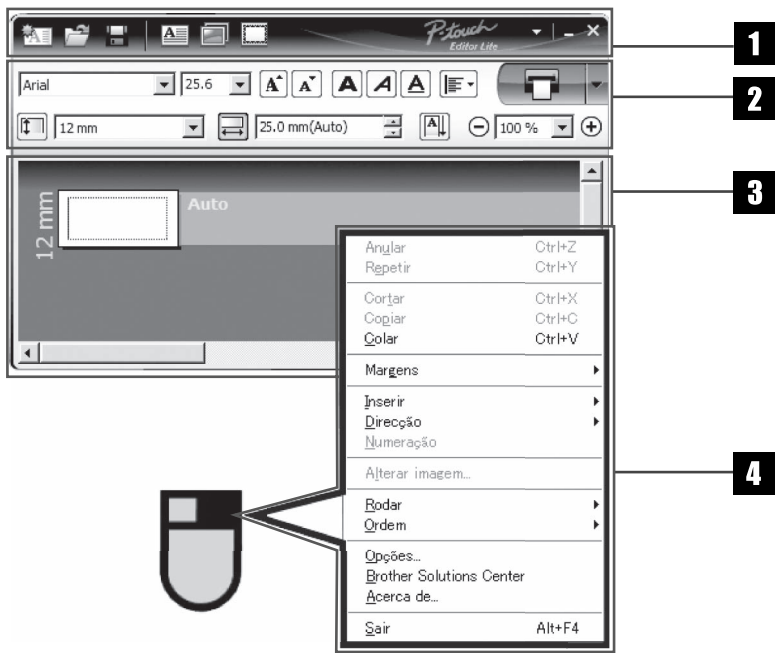 P-touch
Editor Lite
1
Arial 25.6 A A A A A
2
12 mm 25.0 mm(Auto) A 100 %
3
12 mm
Auto
Anular Ctrl+Z
Repetir Ctrl+Y
Cortar Ctrl+X
Copiar Ctrl+C
Colar Ctrl+V
Margens
Inserir
Direcção
Numeração
Alterar imagem...
4
Rodar
Ordem
Opções...
Brother Solutions Center
Acerca de...
Sair Alt+F4